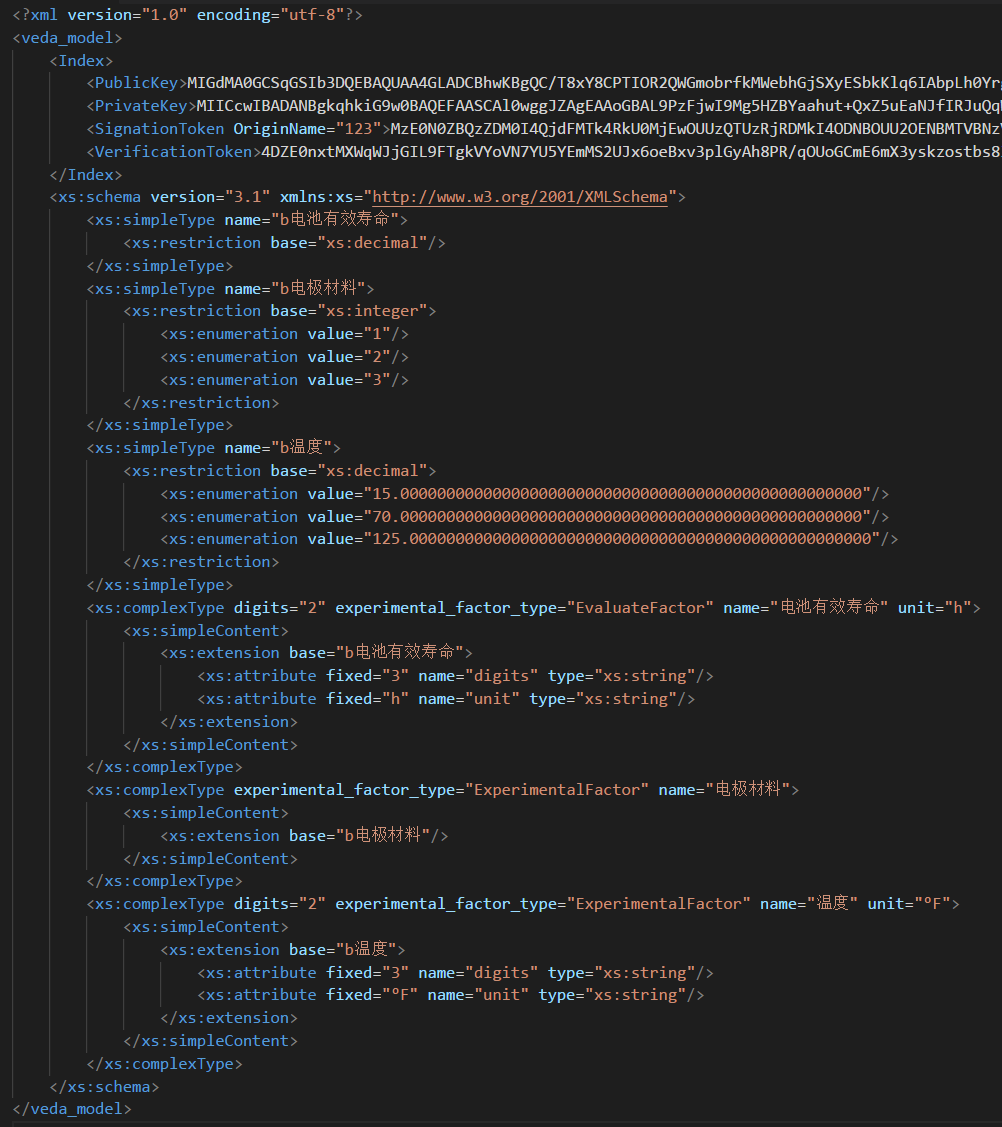 <?xml version="1.0" encoding="utf-8"?>
<veda_model>
<Index>
<PublicKey>MIGdMA0GCSqGSIb3DQEBAQUAA4GLADCBhwKBgQC/T8xY8CPTIOR2QWGmobrfkMWebhGjSXyESbkKlq6IAbpLh0Yr
<PrivateKey>MIICcwIBADANBgkqhkiG9w0BAQEFAASCAl0wggJZAgEAAoGBAL9PzFjwI9Mg5HZBYaahut+QxZ5uEaNJfIRJuQq
<SignationToken OriginName="123">MzE0N0ZBQzZDM0I4QjdFMTk4RkU0MjEwOUUzQTUzRjRDMkI4ODNBOUU2OENBMTVBNz
<VerificationToken>4DZE0nxtMXWqWJjGIL9FTgkVYoVN7YU5YEmMS2UJx6oeBxv3plGyAh8PR/qOUoGCmE6mX3yskzostbs8
</Index>
<xs:schema version="3.1" xmlns:xs="http://www.w3.org/2001/XMLSchema">
<xs:simpleType name="b电池有效寿命">
<xs:restriction base="xs:decimal"/>
</xs:simpleType>
<xs:simpleType name="b电极材料">
<xs:restriction base="xs:integer">
<xs:enumeration value="1"/>
<xs:enumeration value="2"/>
<xs:enumeration value="3"/>
</xs:restriction>
</xs:simpleType>
<xs:simpleType name="b温度">
<xs:restriction base="xs:decimal">
<xs:enumeration value="15.00000000000000000000000000000000000000000000000000"/>
<xs:enumeration value="70.00000000000000000000000000000000000000000000000000"/>
<xs:enumeration value="125.00000000000000000000000000000000000000000000000000"/>
</xs:restriction>
</xs:simpleType>
<xs:complexType digits="2" experimental_factor_type="EvaluateFactor" name="电池有效寿命" unit="h">
<xs:simpleContent>
<xs:extension base="b电池有效寿命">
<xs:attribute fixed="3" name="digits" type="xs:string"/>
<xs:attribute fixed="h" name="unit" type="xs:string"/>
</xs:extension>
</xs:simpleContent>
</xs:complexType>
<xs:complexType experimental_factor_type="ExperimentalFactor" name="电极材料">
<xs:simpleContent>
<xs:extension base="b电极材料"/>
</xs:simpleContent>
</xs:complexType>
<xs:complexType digits="2" experimental_factor_type="ExperimentalFactor" name="温度" unit="ºF">
<xs:simpleContent>
<xs:extension base="b温度">
<xs:attribute fixed="3" name="digits" type="xs:string"/>
<xs:attribute fixed="ºF" name="unit" type="xs:string"/>
</xs:extension>
</xs:simpleContent>
</xs:complexType>
</xs:schema>
</veda_model>